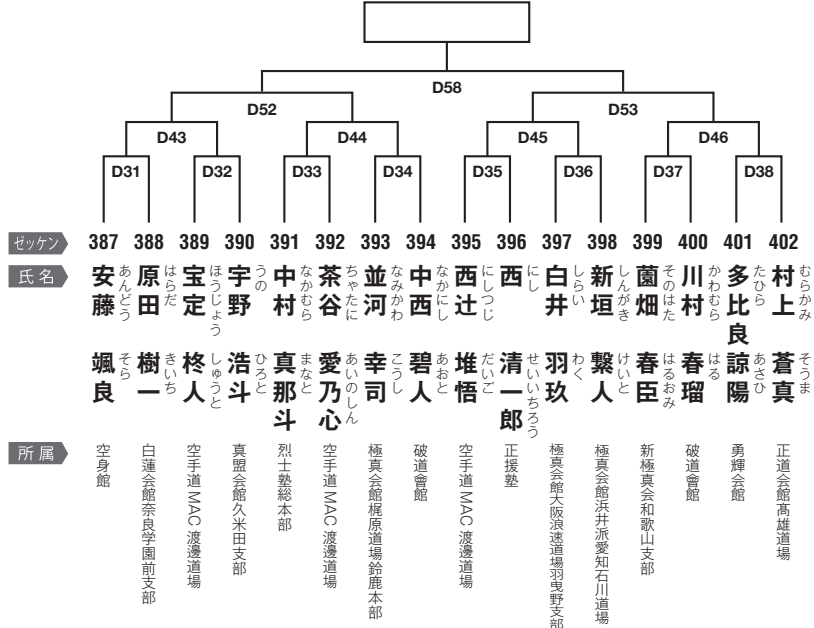 D58
D52
D53
D43
D44
D45
D46
D31
D32
D33
D34
D35
D36
D37
D38
ゼッケン
387
388
389
390
391
392
393
394
395
396
397
398
399
400
401
402
氏名
安藤 颯良
あんどう そら
原田 樹一
はらだ きいち
宝定 柊人
ほうじょう しゅうと
宇野 浩斗
うの ひろと
中村 真那斗
なかむら まなと
茶谷 愛乃心
ちゃたに あいのしん
並河 幸司
なみかわ こうし
中西 碧人
なかにし あおと
西辻 堆悟
にしつじ だいご
西 清一郎
にし せいいちろう
白井 羽玖
しらい わく
新垣 繋人
しんがき けいと
薗畑 春臣
そのはた はるおみ
川村 春瑠
かわむら はる
多比良 諒陽
たひら あさひ
村上 蒼真
むらかみ そうま
所属
空身館
白蓮会館奈良学園前支部
空手道 MAC 渡邊道場
真盟会館久米田支部
烈士塾総本部
空手道 MAC 渡邊道場
極真会館梶原道場鈴鹿本部
破道會館
空手道 MAC 渡邊道場
正援塾
極真会館大阪浪速道場羽曳野支部
極真会館浜井派愛知石川道場
新極真会和歌山支部
破道會館
勇輝会館
正道会館髙雄道場